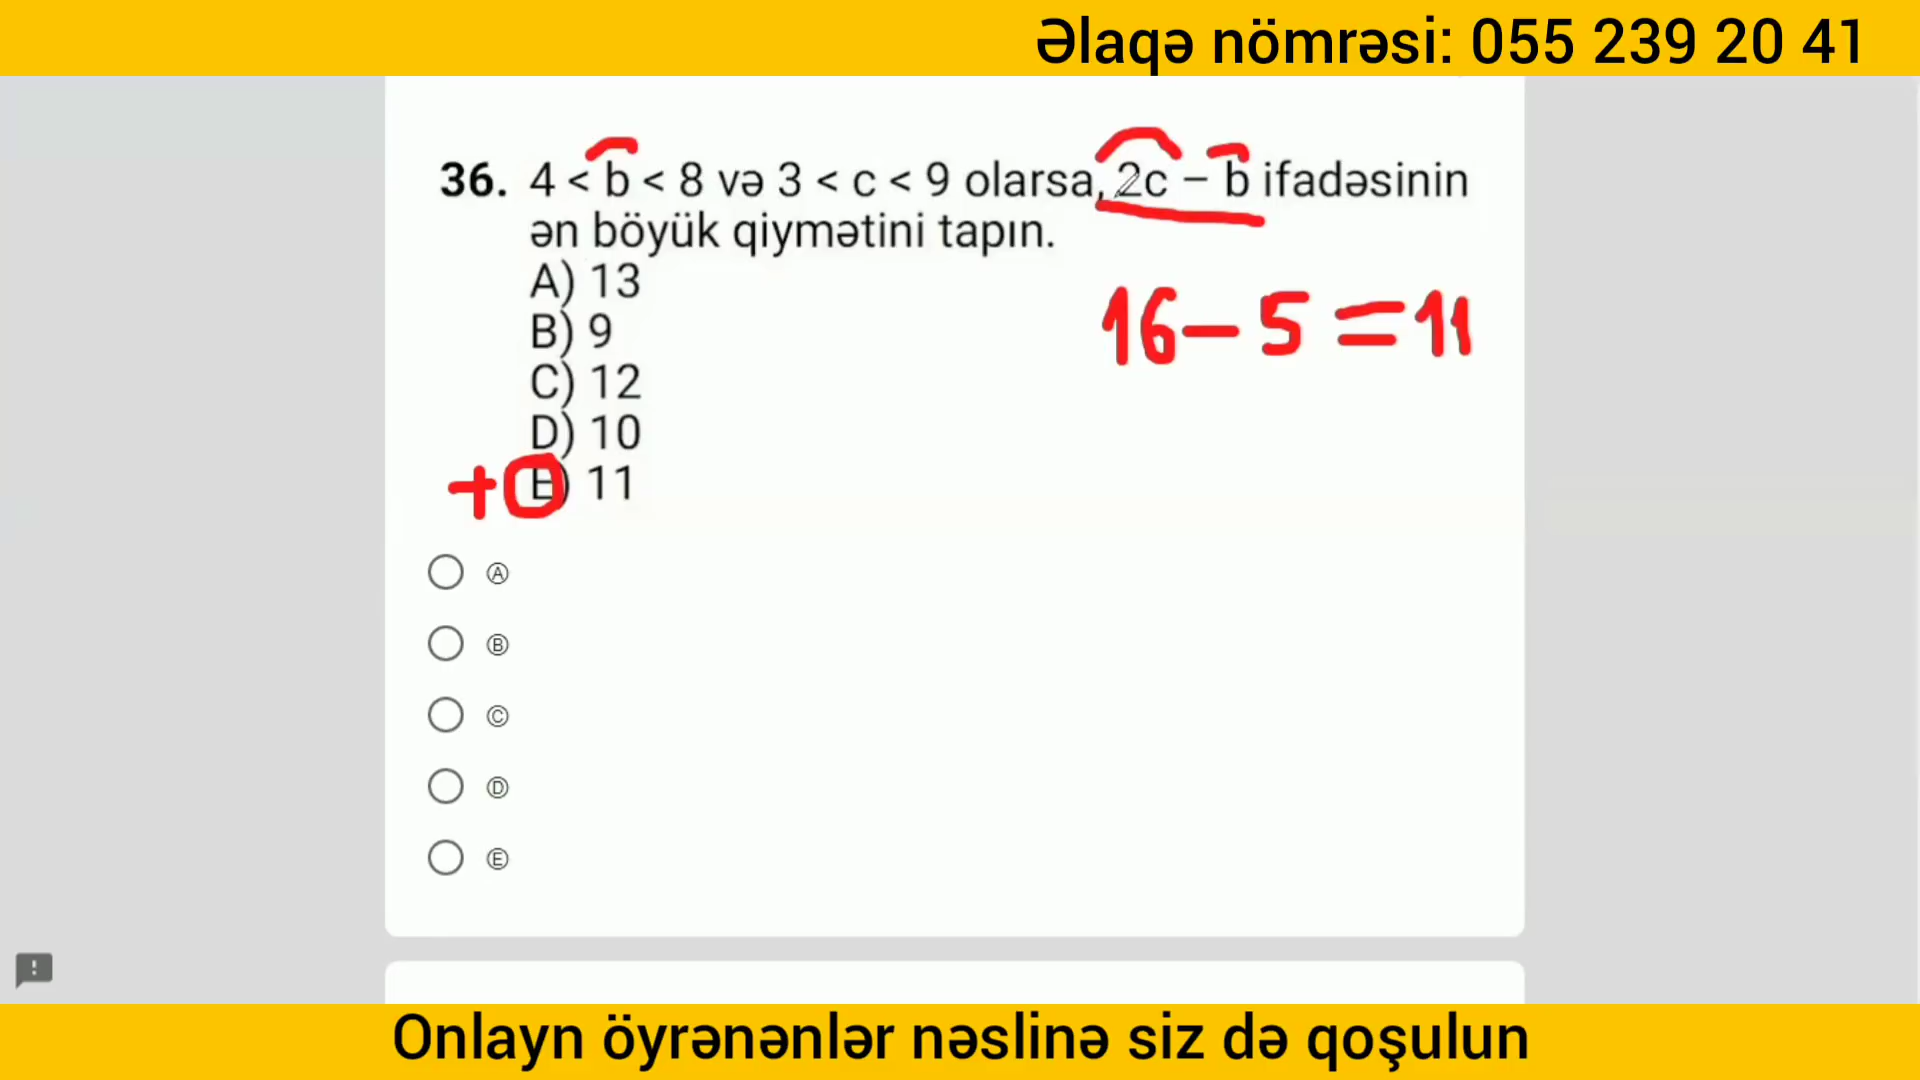 Əlaqə nömrəsi: 055 239 20 41
36. 4 < b < 8 və 3 < c < 9 olarsa, 2c − b ifadəsinin
ən böyük qiymətini tapın.
16 − 5 = 11
A) 13
B) 9
C) 12
D) 10
+ E) 11
Ⓐ
Ⓑ
Ⓒ
Ⓓ
Ⓔ
Onlayn öyrənənlər nəslinə siz də qoşulun